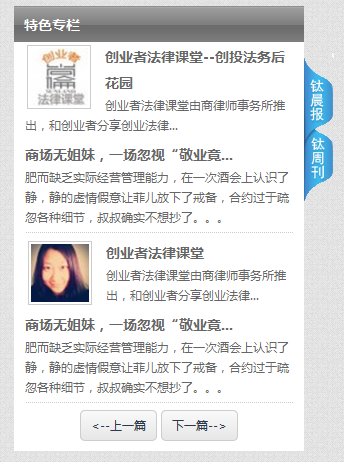 特色专栏
创业者
法律课堂
创业者法律课堂--创投法务后
花园
创业者法律课堂由商律师事务所推
出，和创业者分享创业法律...
商场无姐妹，一场忽视“敬业竟...
肥而缺乏实际经营管理能力，在一次酒会上认识了
静，静的虚情假意让菲儿放下了戒备，合约过于疏
忽各种细节，叔叔确实不想抄了。。。
创业者法律课堂
创业者法律课堂由商律师事务所
推出，和创业者分享创业法律...
商场无姐妹，一场忽视“敬业竟...
肥而缺乏实际经营管理能力，在一次酒会上认识了
静，静的虚情假意让菲儿放下了戒备，合约过于疏
忽各种细节，叔叔确实不想抄了。。。
<--上一篇
下一篇-->
钛晨报
钛周刊